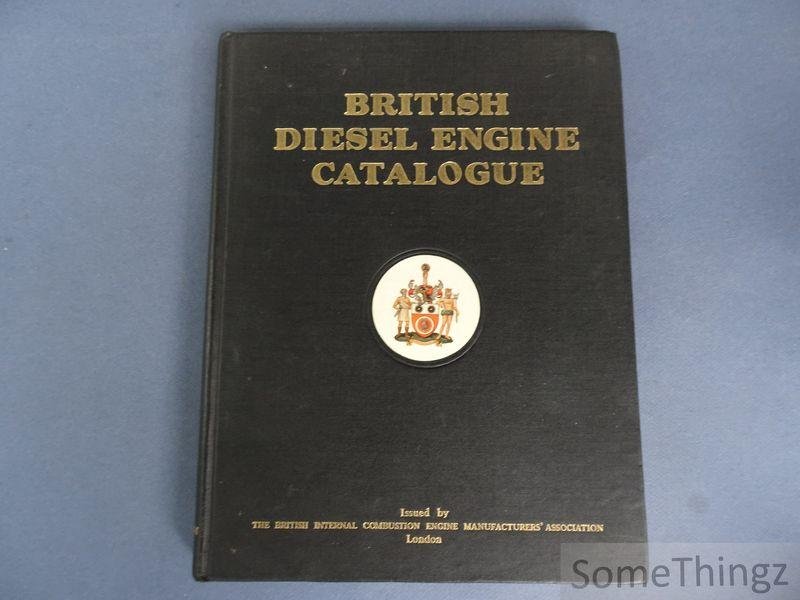 BRITISH
DIESEL ENGINE
CATALOGUE
Issued by
THE BRITISH INTERNAL COMBUSTION ENGINE MANUFACTURERS' ASSOCIATION
London
SomeThingz